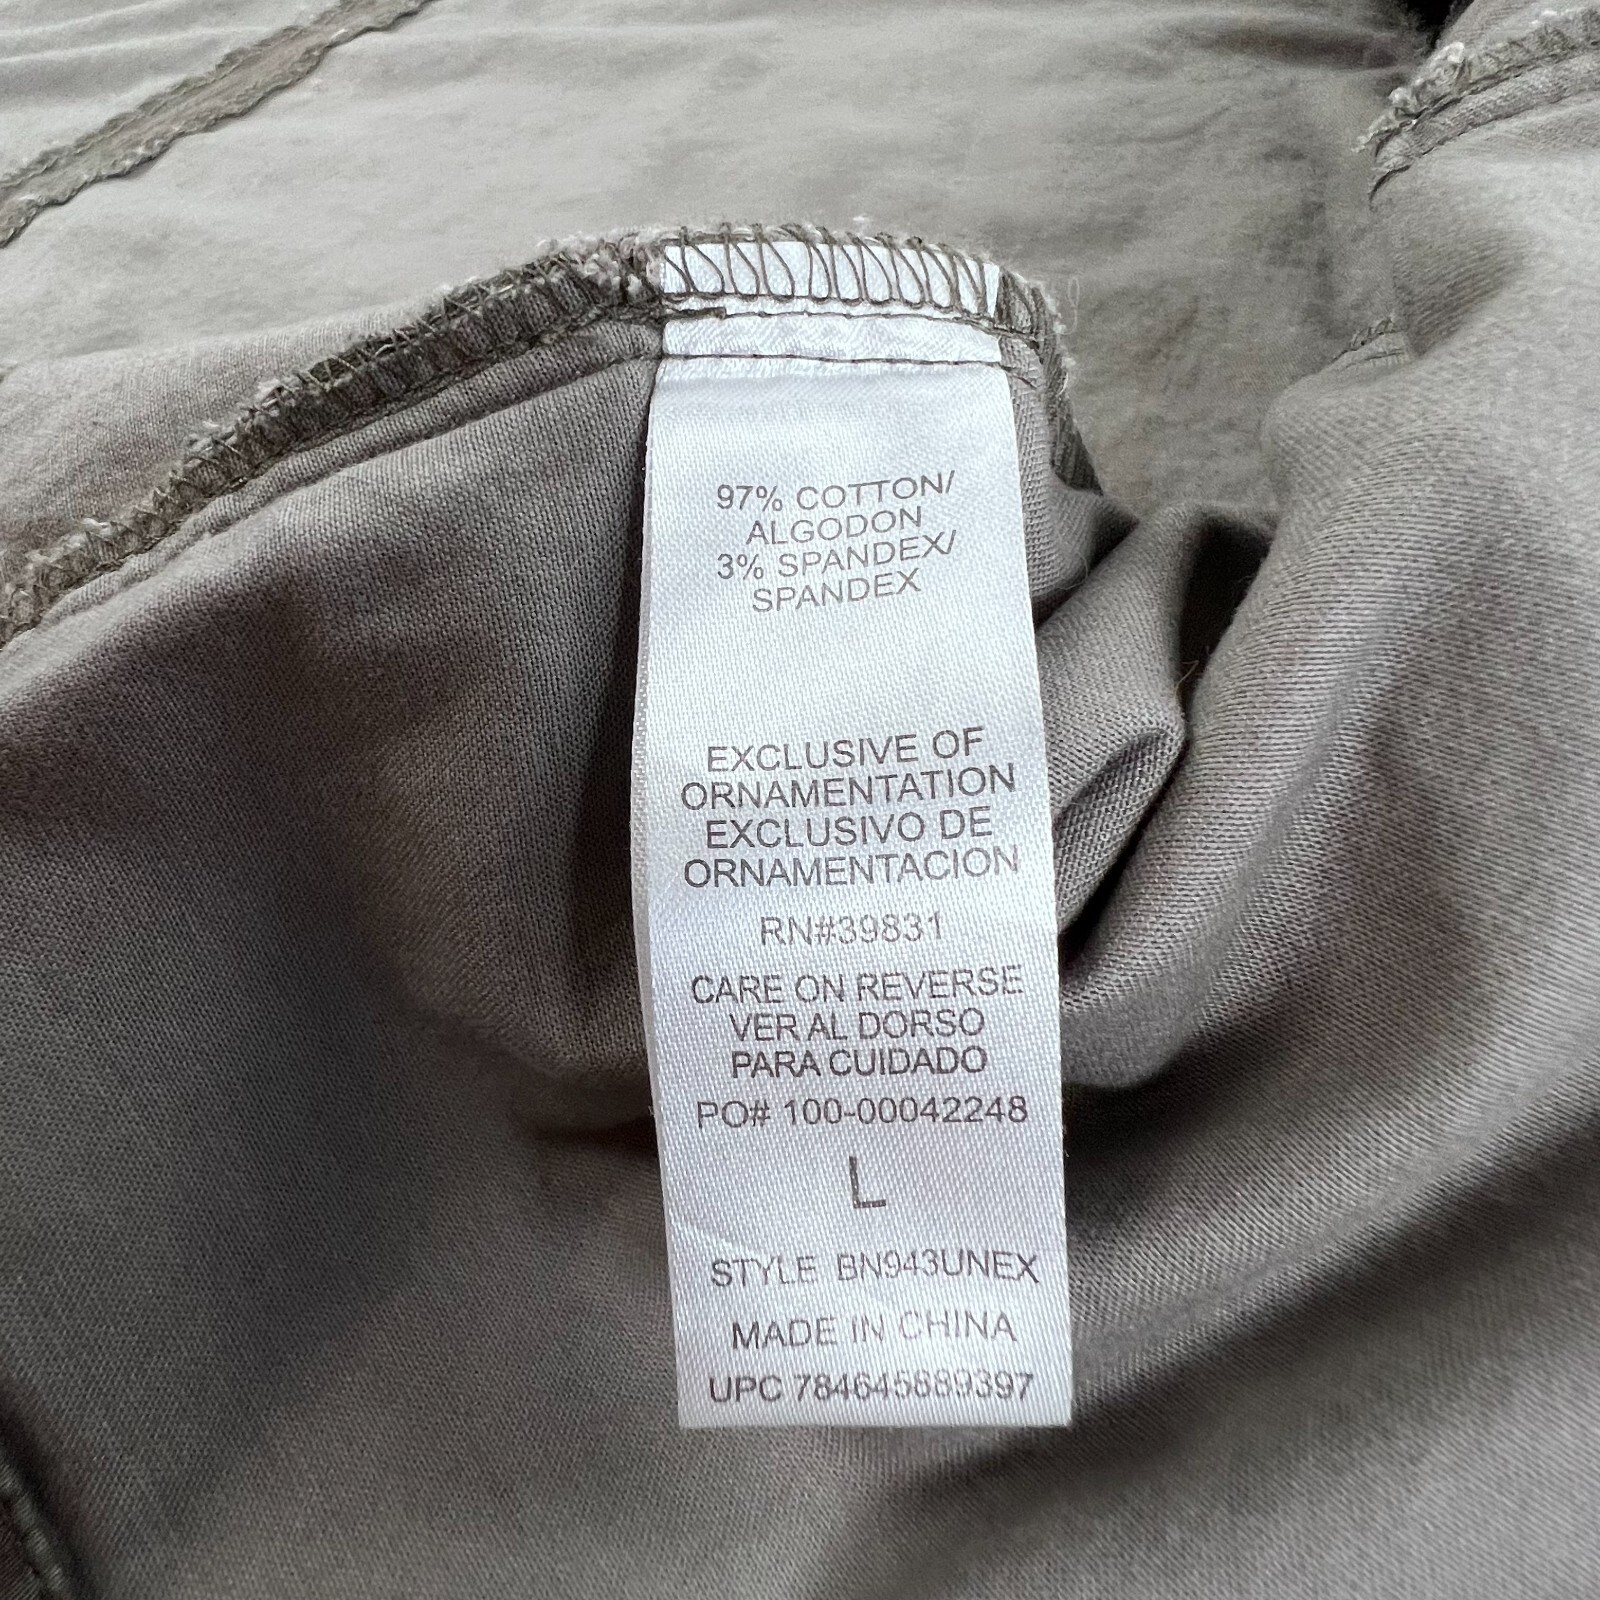 97% COTTON/
ALGODON
3% SPANDEX/
SPANDEX
EXCLUSIVE OF
ORNAMENTATION
EXCLUSIVO DE
ORNAMENTACION
RN#39831
CARE ON REVERSE
VER AL DORSO
PARA CUIDADO
PO# 100-00042248
L
STYLE BN943UNEX
MADE IN CHINA
UPC 784645689397